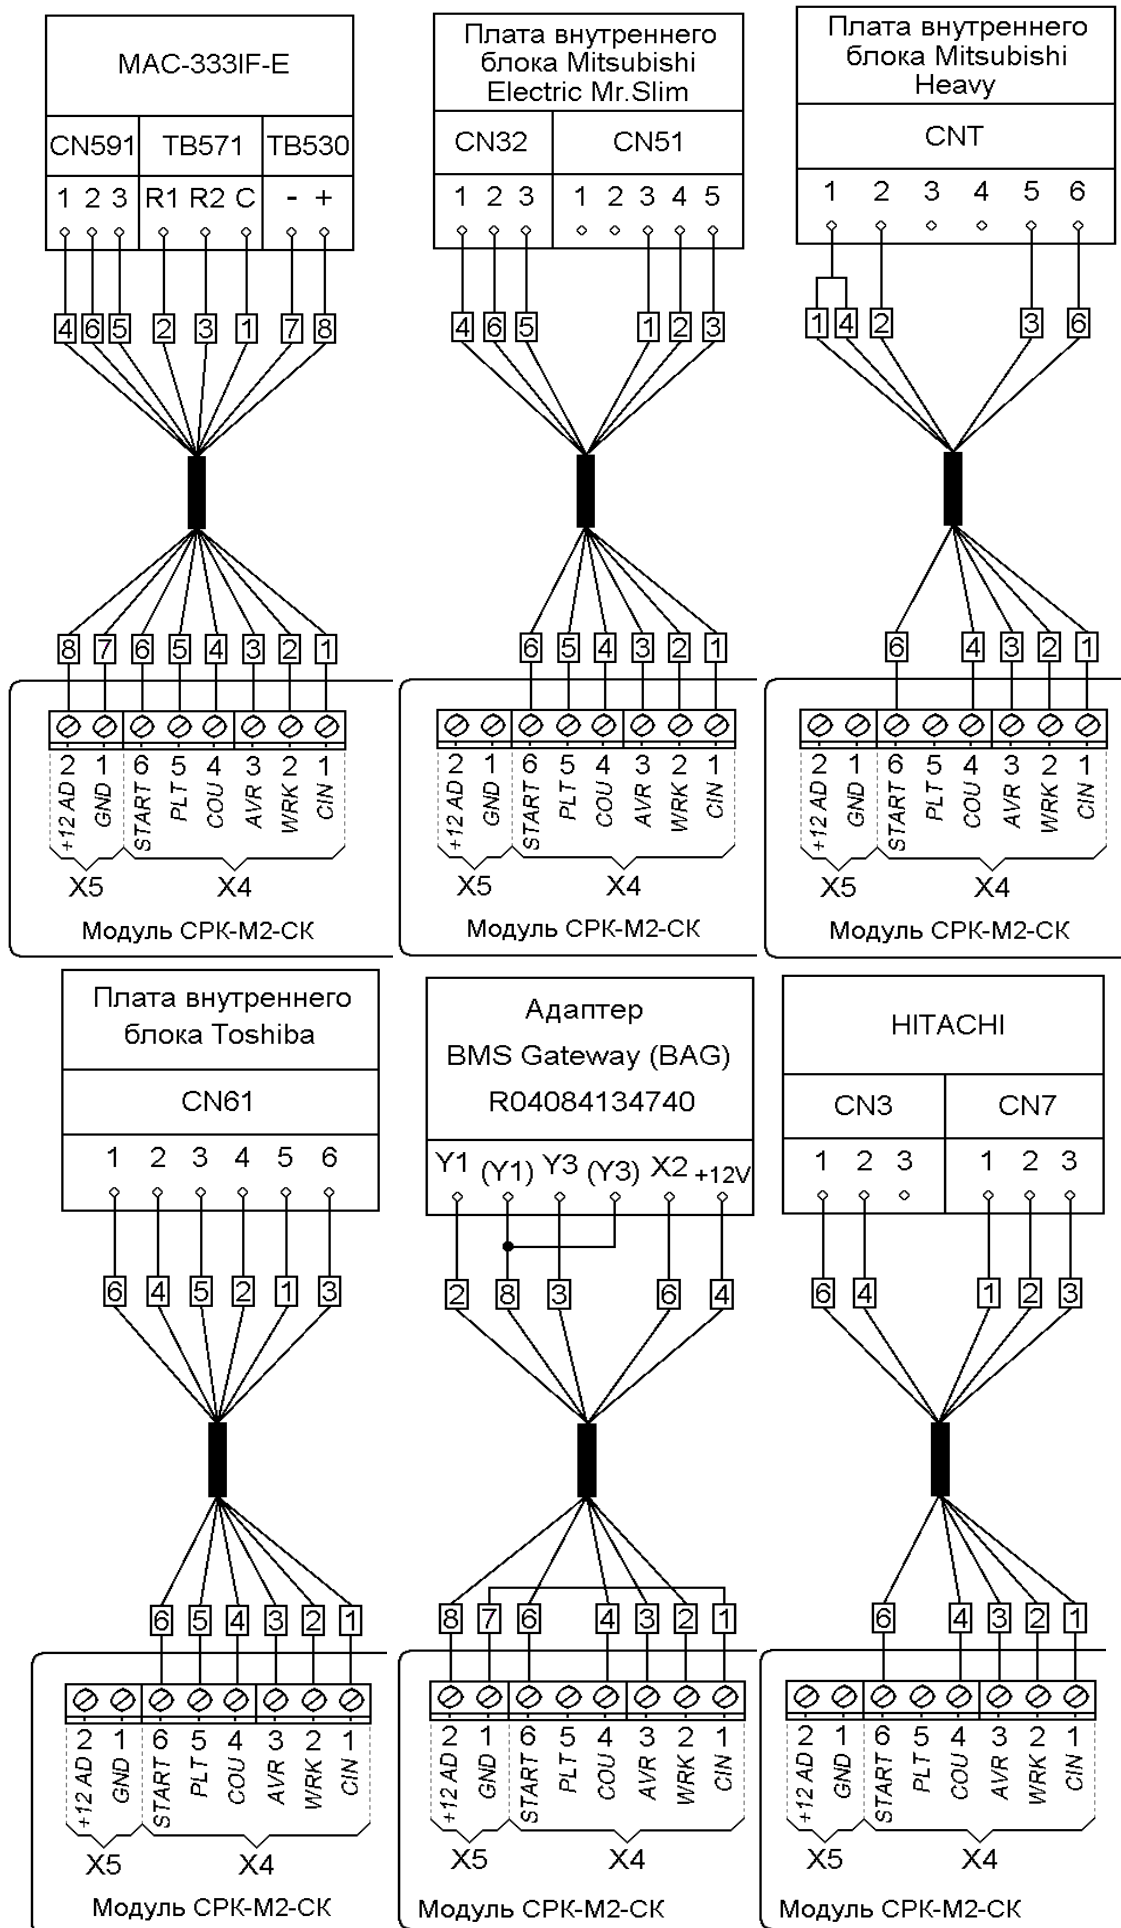 MAC-333IF-E
CN591 TB571 TB530
1 2 3 R1 R2 C - +
4 6 5 2 3 1 7 8
8 7 6 5 4 3 2 1
2 1 6 5 4 3 2 1
+12 AD GND START PLT COU AVR WRK CIN
X5 X4
Модуль СРК-М2-СК
Плата внутреннего
блока Mitsubishi
Electric Mr.Slim
CN32 CN51
1 2 3 1 2 3 4 5
4 6 5 1 2 3
6 5 4 3 2 1
2 1 6 5 4 3 2 1
+12 AD GND START PLT COU AVR WRK CIN
X5 X4
Модуль СРК-М2-СК
Плата внутреннего
блока Mitsubishi
Heavy
CNT
1 2 3 4 5 6
1 4 2 3 6
6 4 3 2 1
2 1 6 5 4 3 2 1
+12 AD GND START PLT COU AVR WRK CIN
X5 X4
Модуль СРК-М2-СК
Плата внутреннего
блока Toshiba
CN61
1 2 3 4 5 6
6 4 5 2 1 3
6 5 4 3 2 1
2 1 6 5 4 3 2 1
+12 AD GND START PLT COU AVR WRK CIN
X5 X4
Модуль СРК-М2-СК
Адаптер
BMS Gateway (BAG)
R04084134740
Y1 (Y1) Y3 (Y3) X2 +12V
2 8 3 6 4
8 7 6 4 3 2 1
2 1 6 5 4 3 2 1
+12 AD GND START PLT COU AVR WRK CIN
X5 X4
Модуль СРК-М2-СК
HITACHI
CN3 CN7
1 2 3 1 2 3
6 4 1 2 3
6 4 3 2 1
2 1 6 5 4 3 2 1
+12 AD GND START PLT COU AVR WRK CIN
X5 X4
Модуль СРК-М2-СК